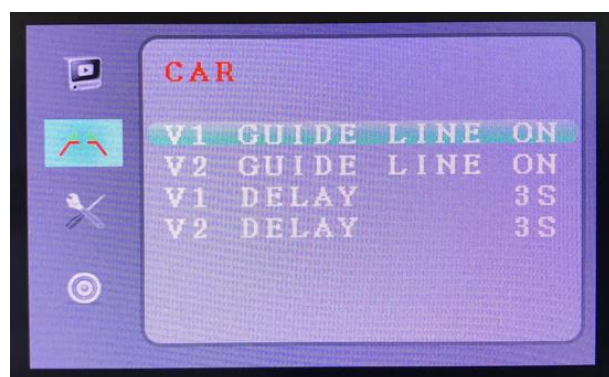 CAR
V1 GUIDE LINE ON
V2 GUIDE LINE ON
V1 DELAY 3S
V2 DELAY 3S